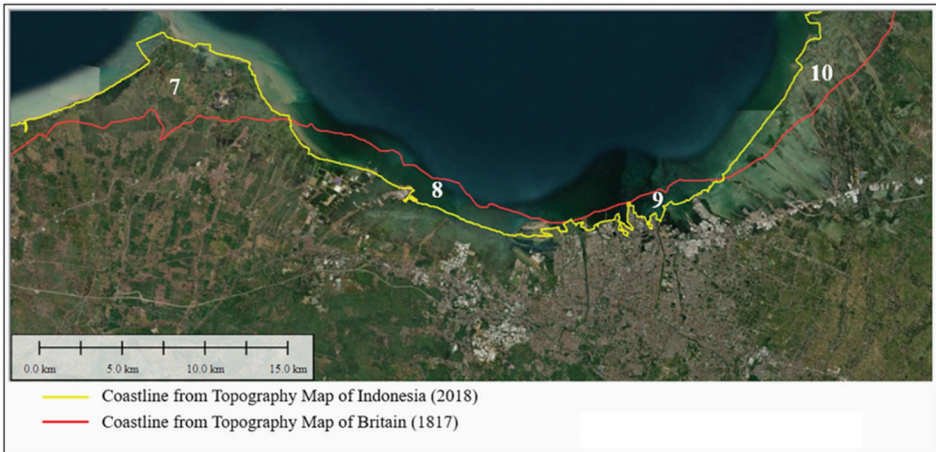 7
10
8
9
0.0 km 5.0 km 10.0 km 15.0 km
Coastline from Topography Map of Indonesia (2018)
Coastline from Topography Map of Britain (1817)